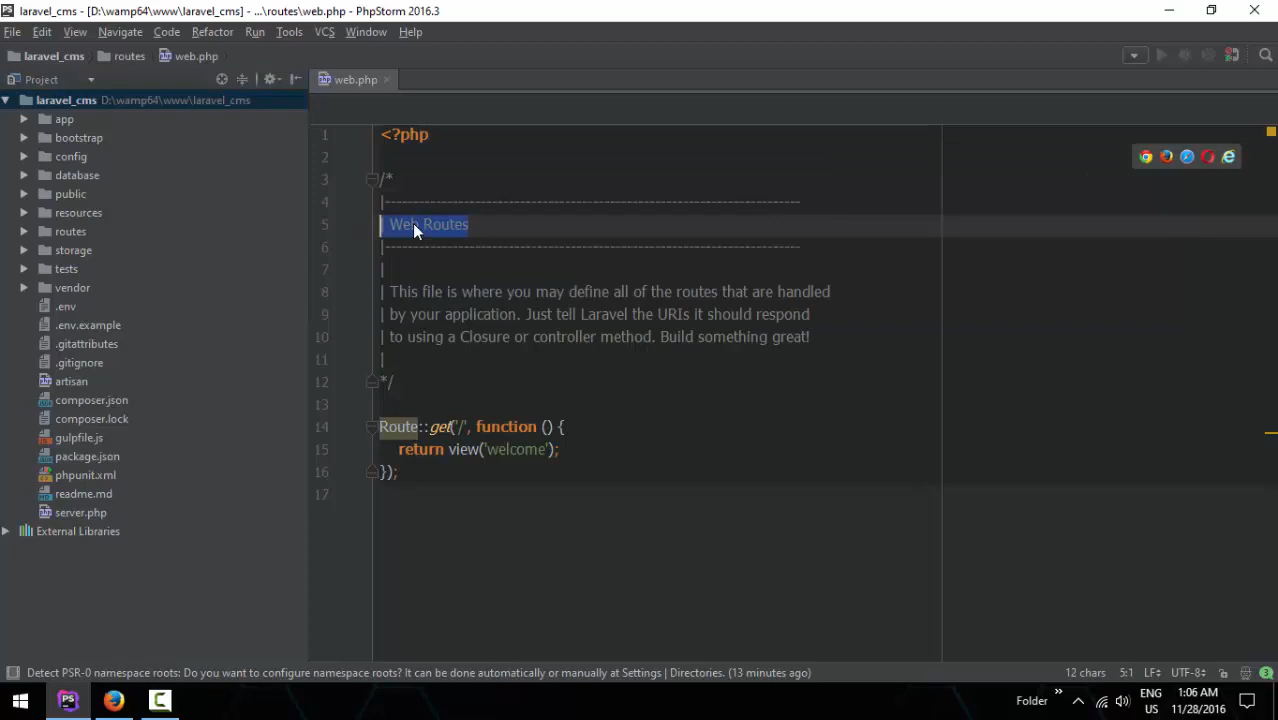 laravel_cms - [D:\wamp64\www\laravel_cms] - ...\routes\web.php - PhpStorm 2016.3
File Edit View Navigate Code Refactor Run Tools VCS Window Help
laravel_cms routes web.php
Project
web.php
laravel_cms D:\wamp64\www\laravel_cms
app
bootstrap
config
database
public
resources
routes
storage
tests
vendor
.env
.env.example
.gitattributes
.gitignore
artisan
composer.json
composer.lock
gulpfile.js
package.json
phpunit.xml
readme.md
server.php
External Libraries
1 <?php
2
3 /*
4 |--------------------------------------------------------------------------
5 | Web Routes
6 |--------------------------------------------------------------------------
7 |
8 | This file is where you may define all of the routes that are handled
9 | by your application. Just tell Laravel the URIs it should respond
10 | to using a Closure or controller method. Build something great!
11 |
12 */
13
14 Route::get('/', function () {
15 return view('welcome');
16 });
17
Detect PSR-0 namespace roots: Do you want to configure namespace roots? It can be done automatically or manually at Settings | Directories. (13 minutes ago)
12 chars 5:1 LF÷ UTF-8÷ 3
PS
Folder
ENG
US
1:06 AM
11/28/2016